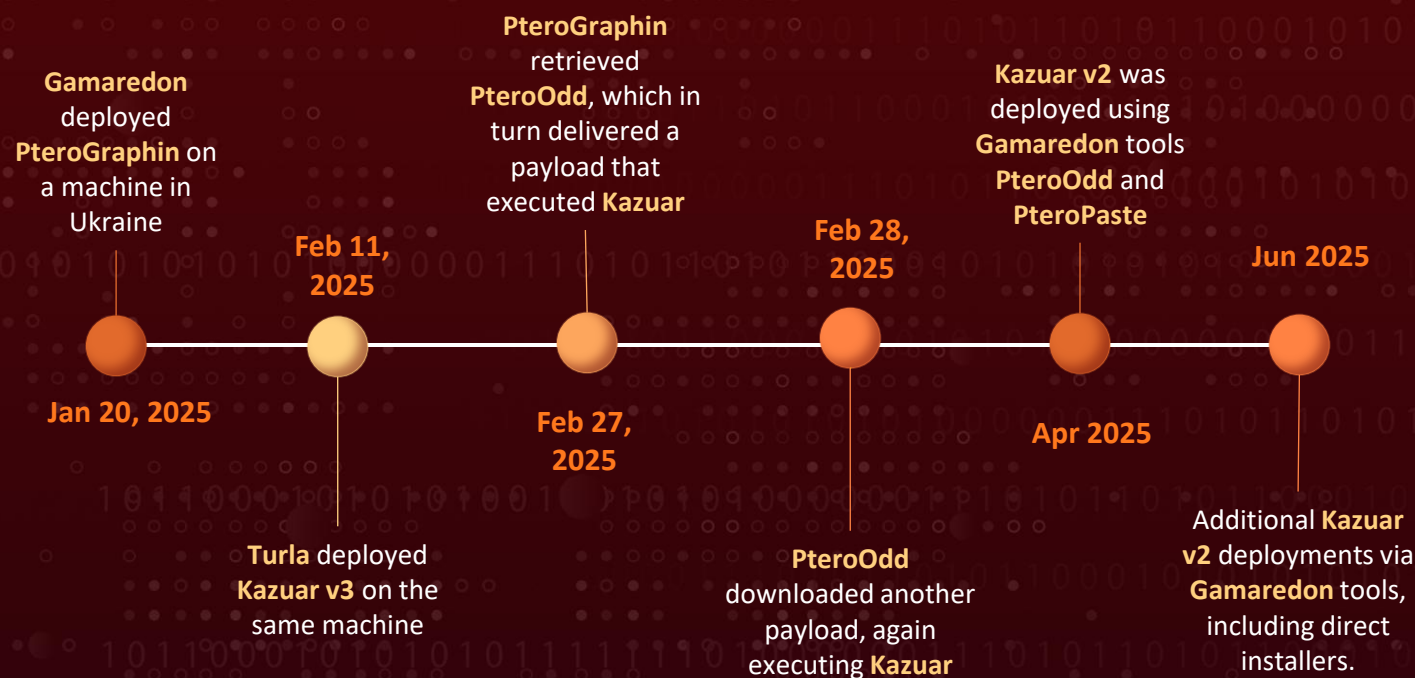 Gamaredon
deployed
PteroGraphin on
a machine in
Ukraine
Jan 20, 2025
Feb 11,
2025
Turla deployed
Kazuar v3 on the
same machine
PteroGraphin
retrieved
PteroOdd, which in
turn delivered a
payload that
executed Kazuar
Feb 27,
2025
Feb 28,
2025
PteroOdd
downloaded another
payload, again
executing Kazuar
Kazuar v2 was
deployed using
Gamaredon tools
PteroOdd and
PteroPaste
Apr 2025
Jun 2025
Additional Kazuar
v2 deployments via
Gamaredon tools,
including direct
installers.